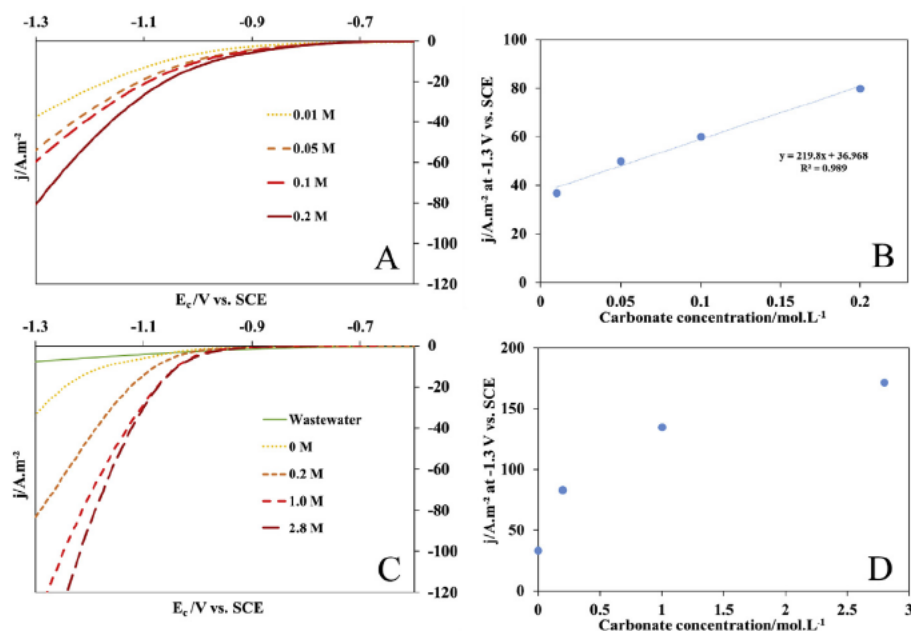 -1.3 -1.1 -0.9 -0.7
0
-20
-40
-60
-80
-100
-120
j/A.m⁻²
0.01 M
0.05 M
0.1 M
0.2 M
A
E_c/V vs. SCE
100
80
60
40
20
0
j/A.m⁻² at -1.3 V vs. SCE
y = 219.8x + 36.968
R² = 0.989
B
0 0.05 0.1 0.15 0.2
Carbonate concentration/mol.L⁻¹
-1.3 -1.1 -0.9 -0.7
0
-20
-40
-60
-80
-100
-120
j/A.m⁻²
Wastewater
0 M
0.2 M
1.0 M
2.8 M
C
E_c/V vs. SCE
200
150
100
50
0
j/A.m⁻² at -1.3 V vs. SCE
D
0 0.5 1 1.5 2 2.5 3
Carbonate concentration/mol.L⁻¹